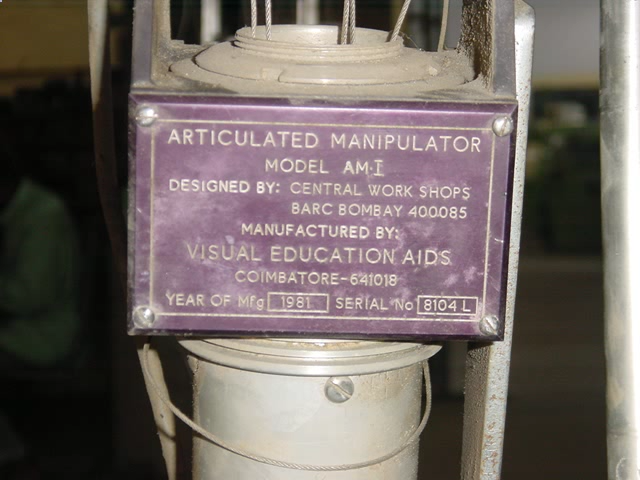 ARTICULATED MANIPULATOR
MODEL AM-I
DESIGNED BY: CENTRAL WORK SHOPS
BARC BOMBAY 400085
MANUFACTURED BY:
VISUAL EDUCATION AIDS
COIMBATORE-641018
YEAR OF Mfg 1981 SERIAL No 8104 L